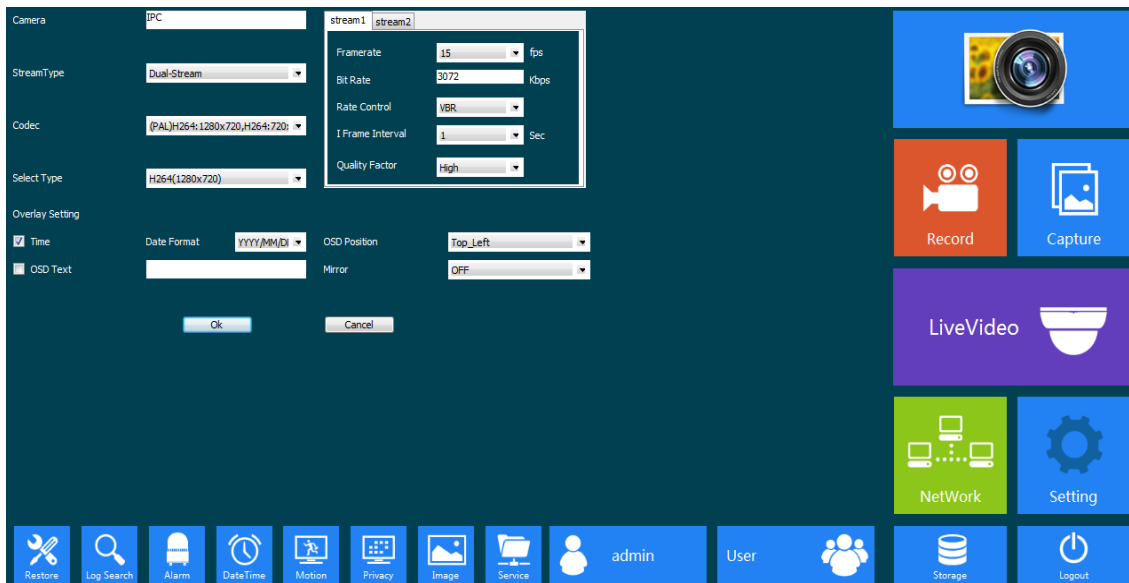 Camera IPC
StreamType Dual-Stream
Codec (PAL)H264:1280x720,H264:720:
Select Type H264(1280x720)
stream1 stream2
Framerate 15 fps
Bit Rate 3072 Kbps
Rate Control VBR
I Frame Interval 1 Sec
Quality Factor High
Overlay Setting
Time Date Format YYYY/MM/DI OSD Position Top_Left
OSD Text Mirror OFF
Ok Cancel
Record Capture
LiveVideo
NetWork Setting
Restore Log Search Alarm DateTime Motion Privacy Image Service admin User Storage Logout